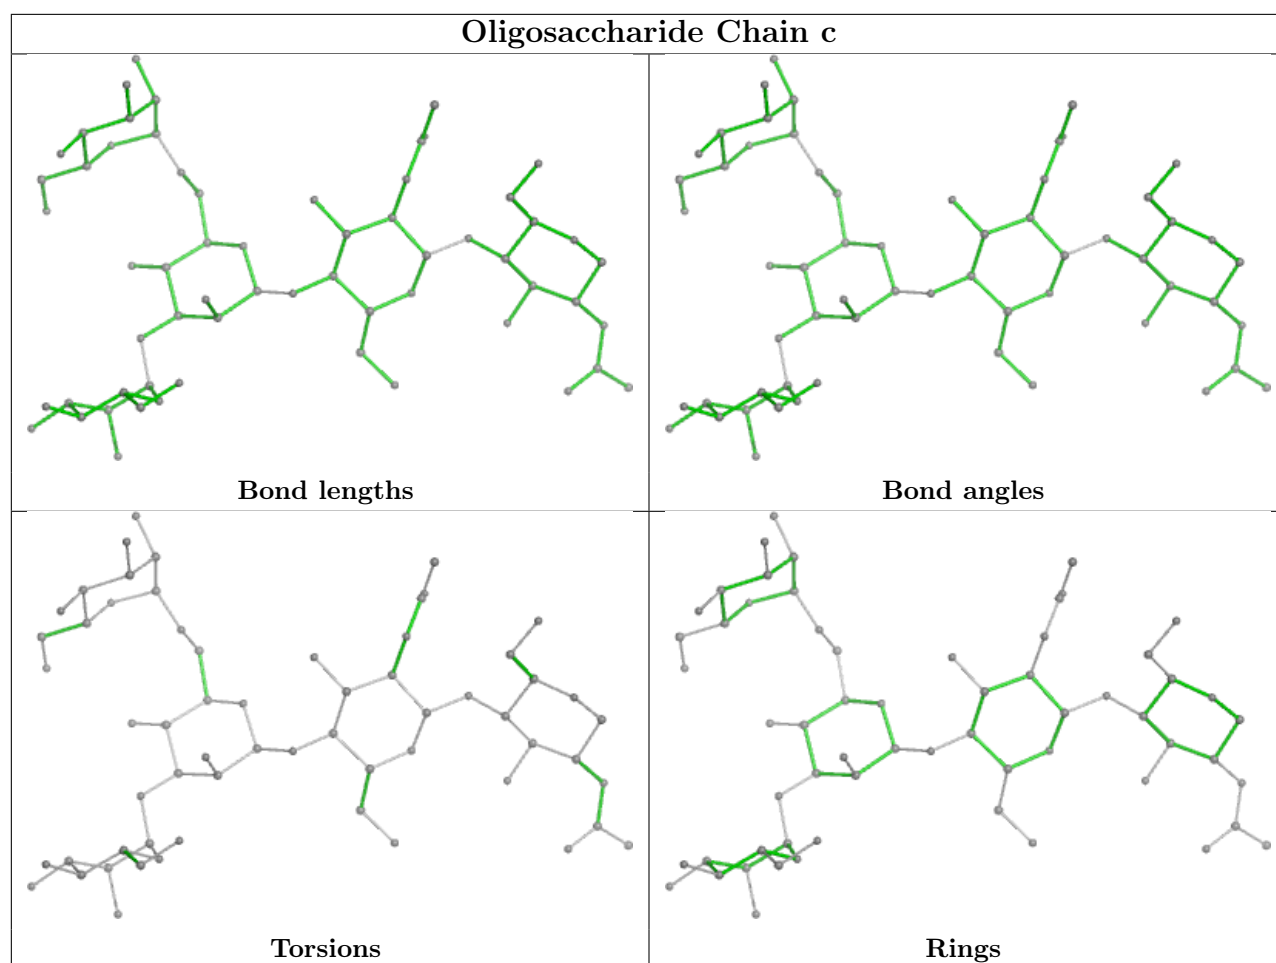 Oligosaccharide Chain c
Bond lengths
Bond angles
Torsions
Rings